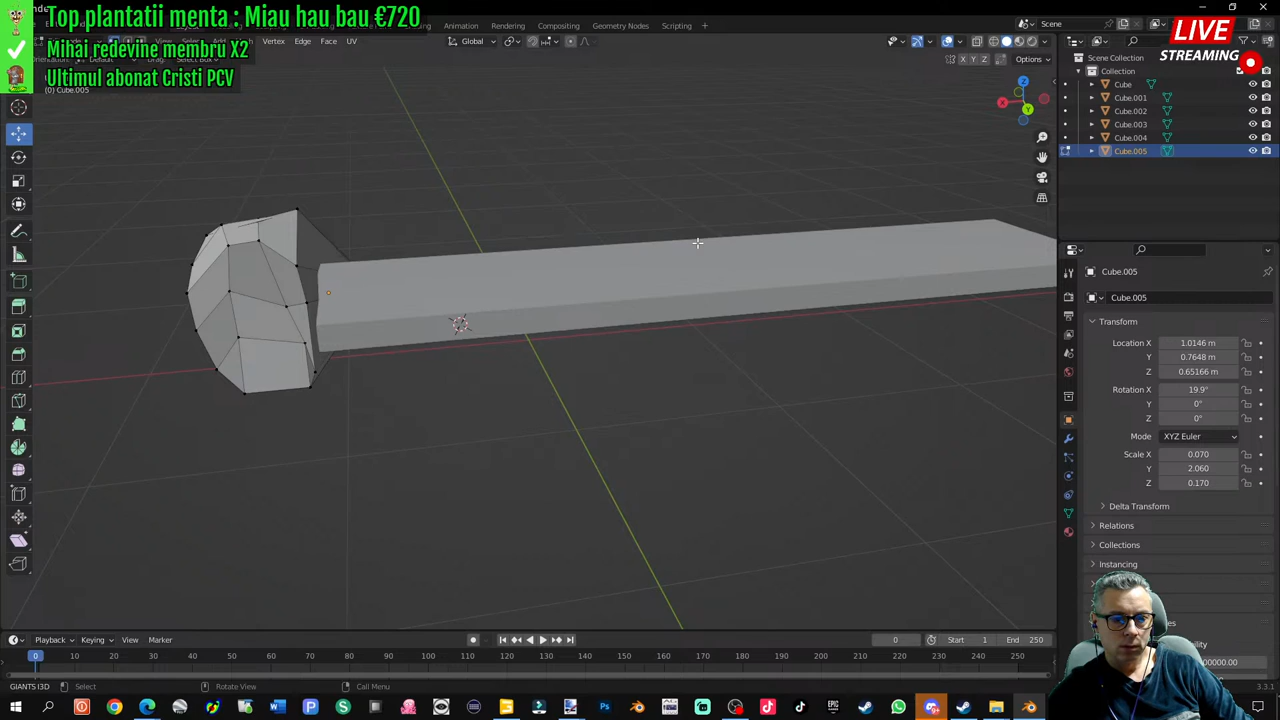 Top plantatii menta : Miau hau bau €720
Mihai redevine membru X2
Ultimul abonat Cristi PCV
LIVE
STREAMING
Animation
Rendering
Compositing
Geometry Nodes
Scripting
Scene
Vertex
Edge
Face
UV
Global
X Y Z
Options
(0) Cube.005
Scene Collection
Collection
Cube
Cube.001
Cube.002
Cube.003
Cube.004
Cube.005
Z
X
Y
Cube.005
Cube.005
Transform
Location X 1.0146 m
Y 0.7648 m
Z 0.65166 m
Rotation X 19.9°
Y 0°
Z 0°
Mode XYZ Euler
Scale X 0.070
Y 2.060
Z 0.170
Delta Transform
Relations
Collections
Instancing
Playback
Keying
View
Marker
0
Start 1
End 250
0 10 20 30 40 50 60 70 80 90 100 110 120 130 140 150 160 170 180 190 200 210 220 230 240 250
GIANTS I3D
Select
Rotate View
Call Menu
3.3.1